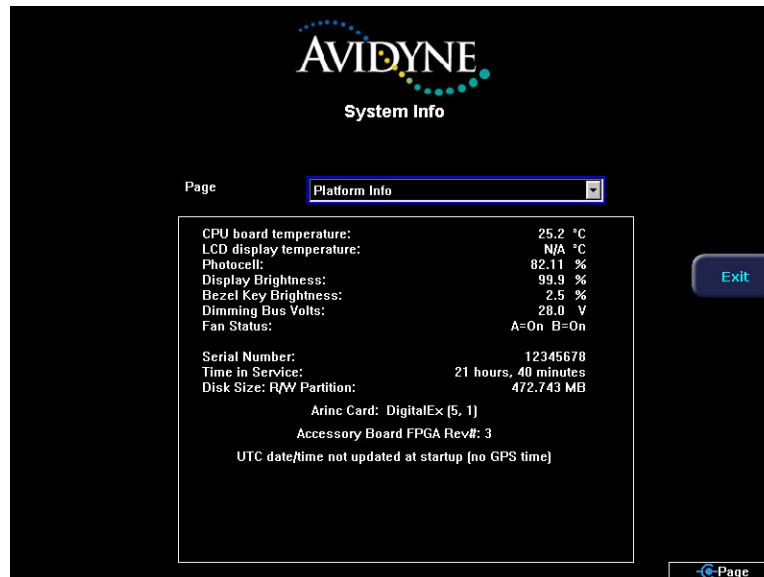 AVIDYNE
System Info
Page
Platform Info
CPU board temperature: 25.2 °C
LCD display temperature: N/A °C
Photocell: 82.11 %
Display Brightness: 99.9 %
Bezel Key Brightness: 2.5 %
Dimming Bus Volts: 28.0 V
Fan Status: A=On B=On
Exit
Serial Number: 12345678
Time in Service: 21 hours, 40 minutes
Disk Size: R/W Partition: 472.743 MB
Arinc Card: DigitalEx (5, 1)
Accessory Board FPGA Rev#: 3
UTC date/time not updated at startup (no GPS time)
Page